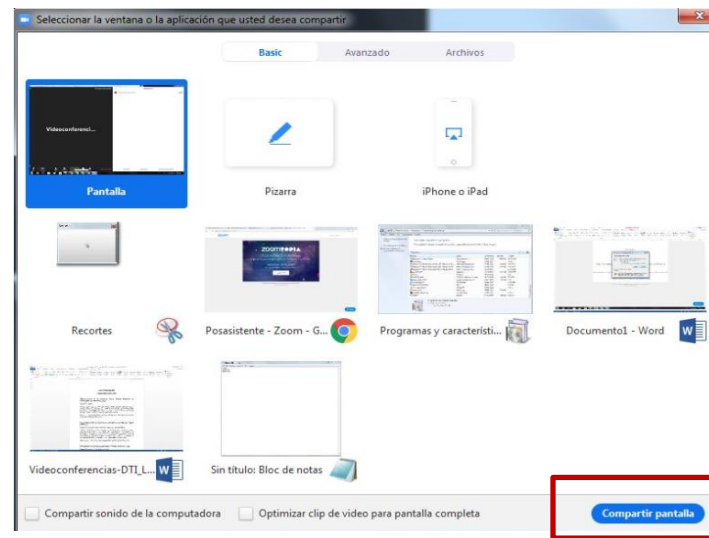 Seleccionar la ventana o la aplicación que usted desea compartir
Basic Avanzado Archivos
Videoconferenci...
Pantalla Pizarra iPhone o iPad
ZOOMTOPIA
Recortes Posasistente - Zoom - G... Programas y característi... Documento1 - Word
Videoconferencias-DTI_L... Sin título: Bloc de notas
Compartir sonido de la computadora Optimizar clip de video para pantalla completa Compartir pantalla